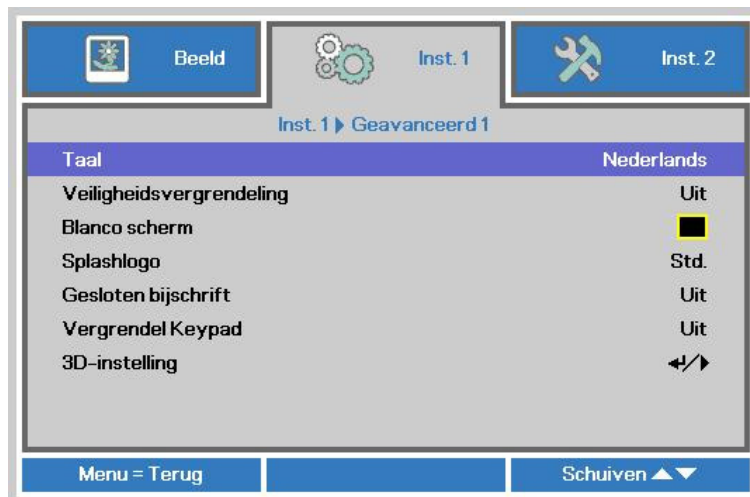 Beeld
Inst. 1
Inst. 2
Inst. 1 Geavanceerd 1
Taal Nederlands
Veiligheidsvergrendeling Uit
Blanco scherm
Splashlogo Std.
Gesloten bijschrift Uit
Vergrendel Keypad Uit
3D-instelling
Menu = Terug
Schuiven